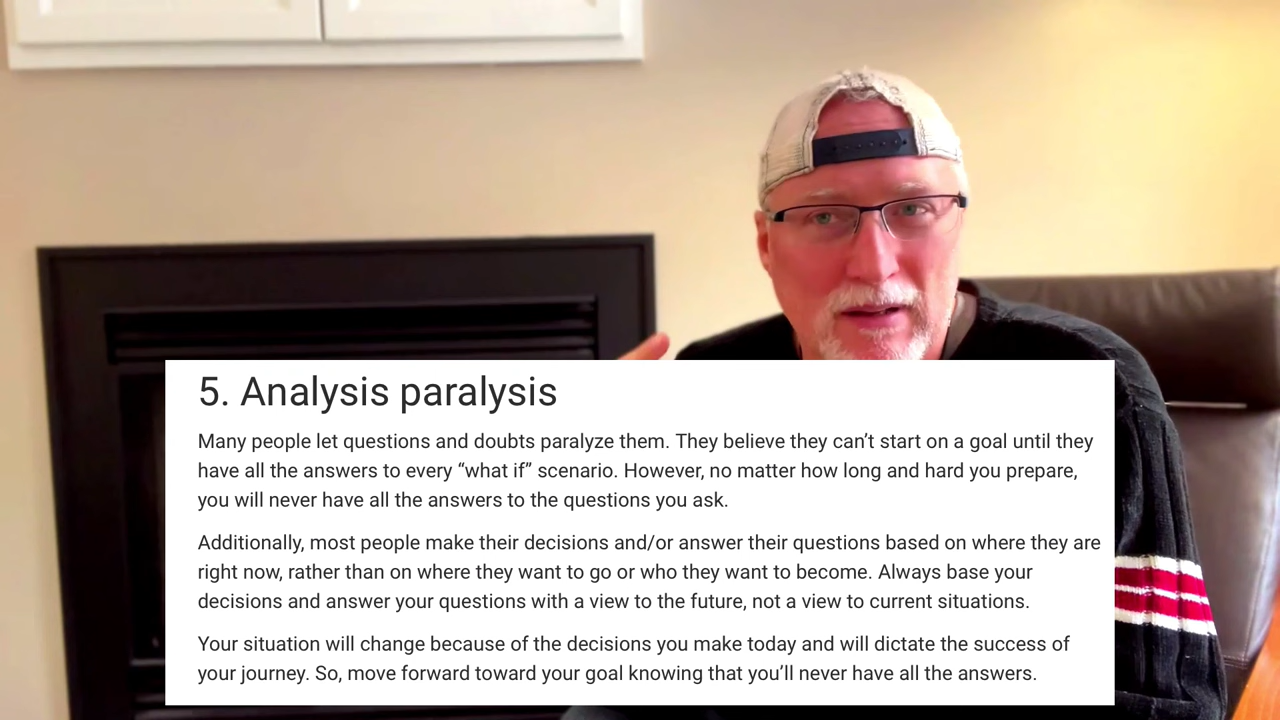 5. Analysis paralysis
Many people let questions and doubts paralyze them. They believe they can’t start on a goal until they
have all the answers to every “what if” scenario. However, no matter how long and hard you prepare,
you will never have all the answers to the questions you ask.
Additionally, most people make their decisions and/or answer their questions based on where they are
right now, rather than on where they want to go or who they want to become. Always base your
decisions and answer your questions with a view to the future, not a view to current situations.
Your situation will change because of the decisions you make today and will dictate the success of
your journey. So, move forward toward your goal knowing that you’ll never have all the answers.